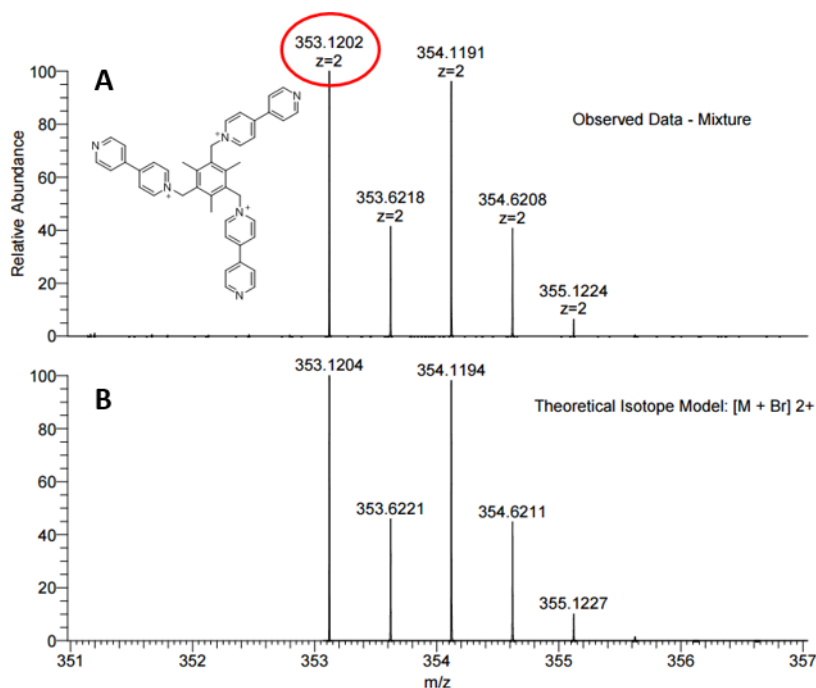 353.1202
z=2
354.1191
z=2
100
A
N
N
+
N
+
N
N
+
N
Observed Data - Mixture
80
60
Relative Abundance
353.6218
z=2
354.6208
z=2
40
20
355.1224
z=2
0
353.1204
354.1194
100
B
Theoretical Isotope Model: [M + Br] 2+
80
60
353.6221
354.6211
40
20
355.1227
0
351
352
353
354
355
356
357
m/z